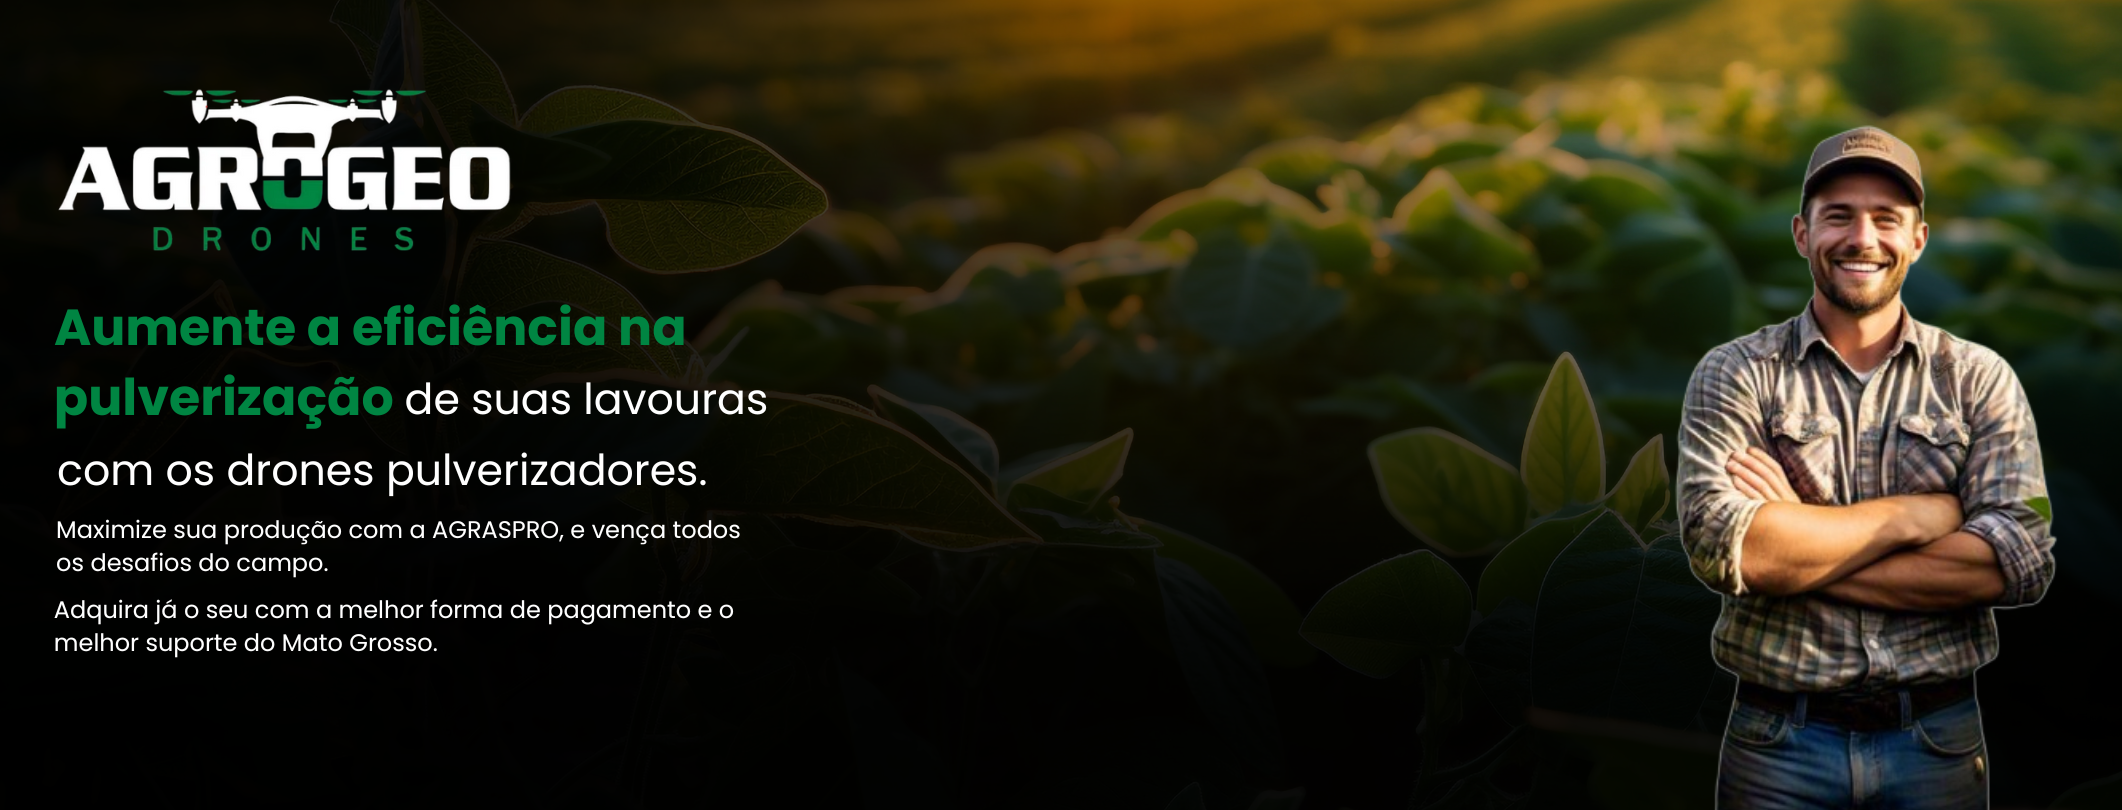 AGROGEO
DRONES
Aumente a eficiência na
pulverização de suas lavouras
com os drones pulverizadores.
Maximize sua produção com a AGRASPRO, e vença todos
os desafios do campo.
Adquira já o seu com a melhor forma de pagamento e o
melhor suporte do Mato Grosso.